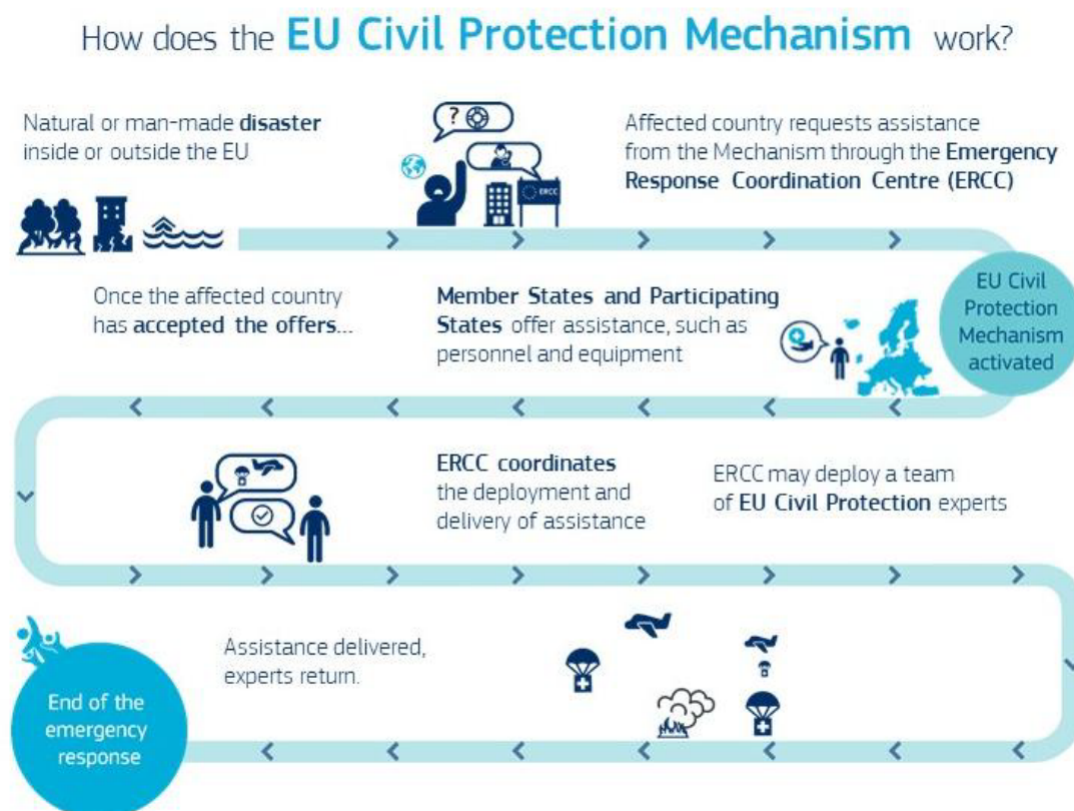 How does the EU Civil Protection Mechanism work?
Natural or man-made disaster
inside or outside the EU
?
ERCC
Affected country requests assistance
from the Mechanism through the Emergency
Response Coordination Centre (ERCC)
EU Civil
Protection
Mechanism
activated
Member States and Participating
States offer assistance, such as
personnel and equipment
Once the affected country
has accepted the offers...
ERCC coordinates
the deployment and
delivery of assistance
ERCC may deploy a team
of EU Civil Protection experts
Assistance delivered,
experts return.
End of the
emergency
response